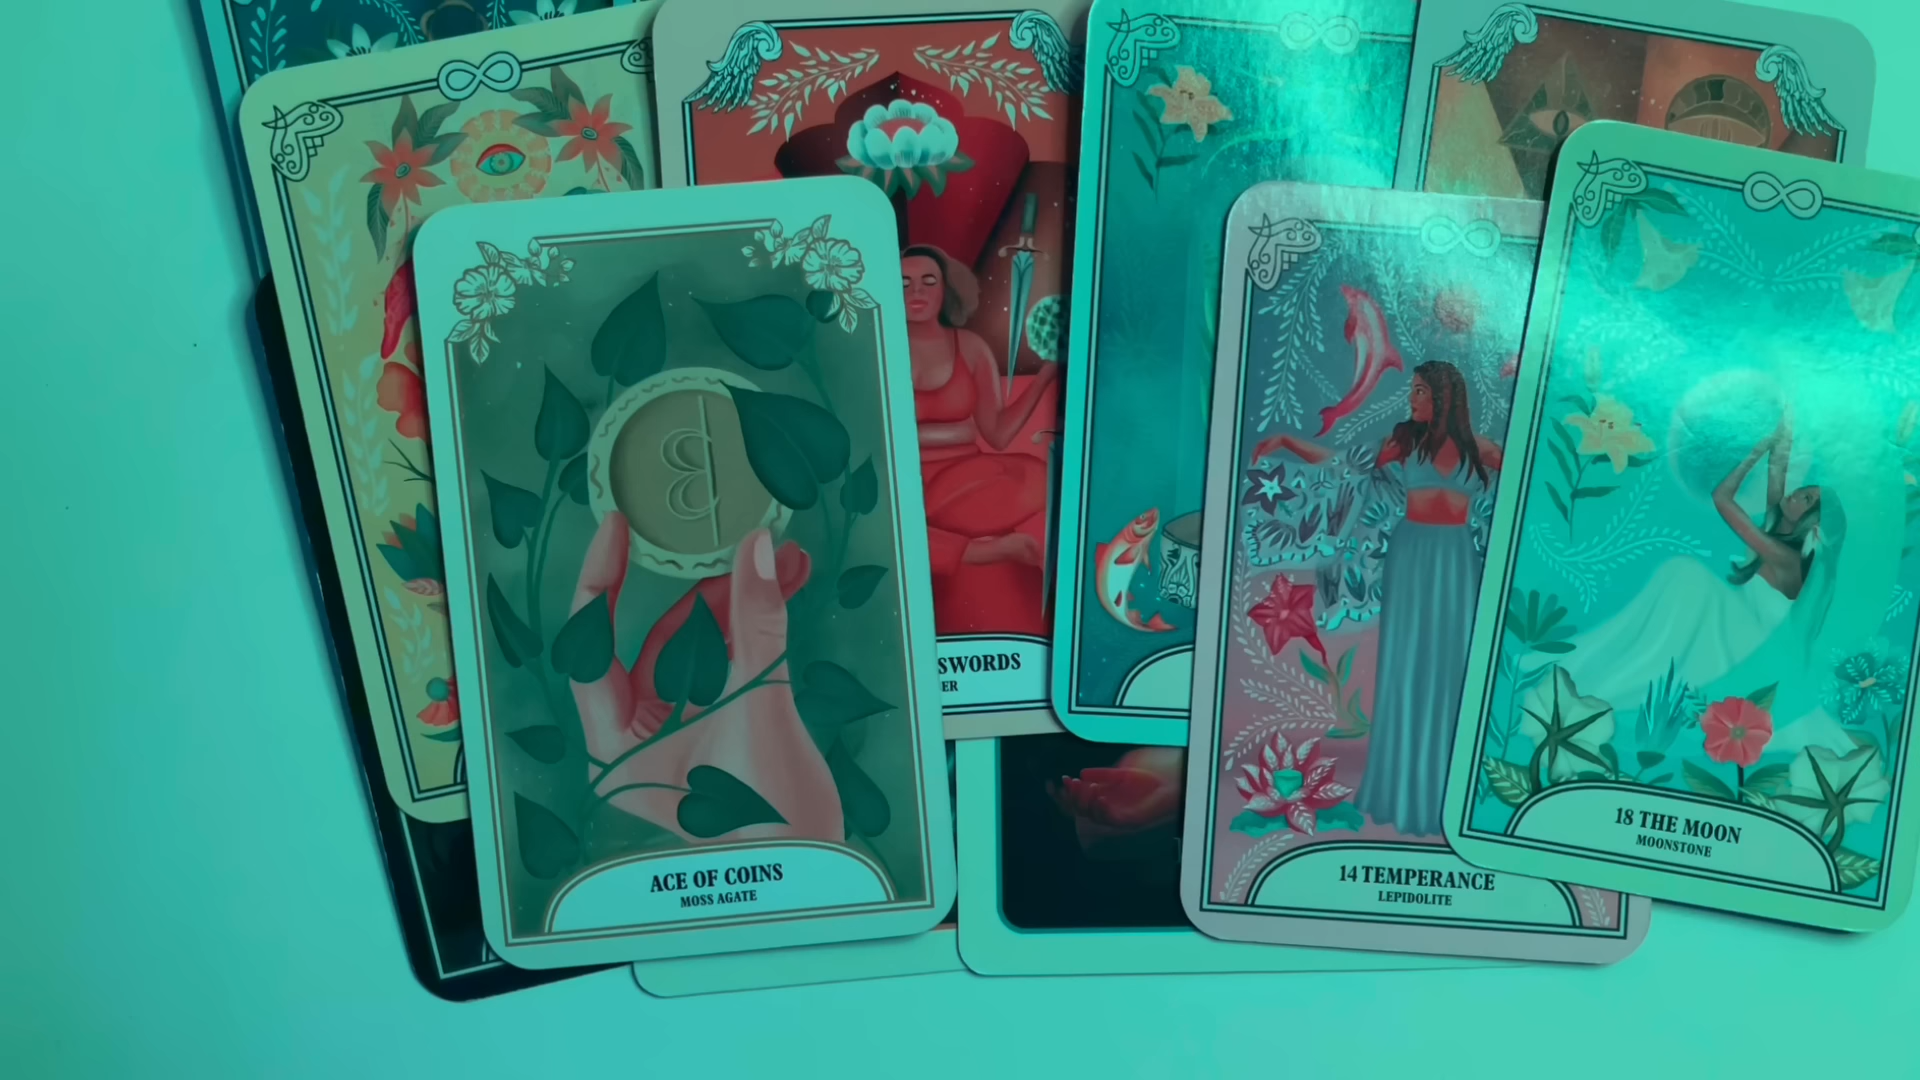 SWORDS
ER
18 THE MOON
MOONSTONE
ACE OF COINS
MOSS AGATE
14 TEMPERANCE
LEPIDOLITE